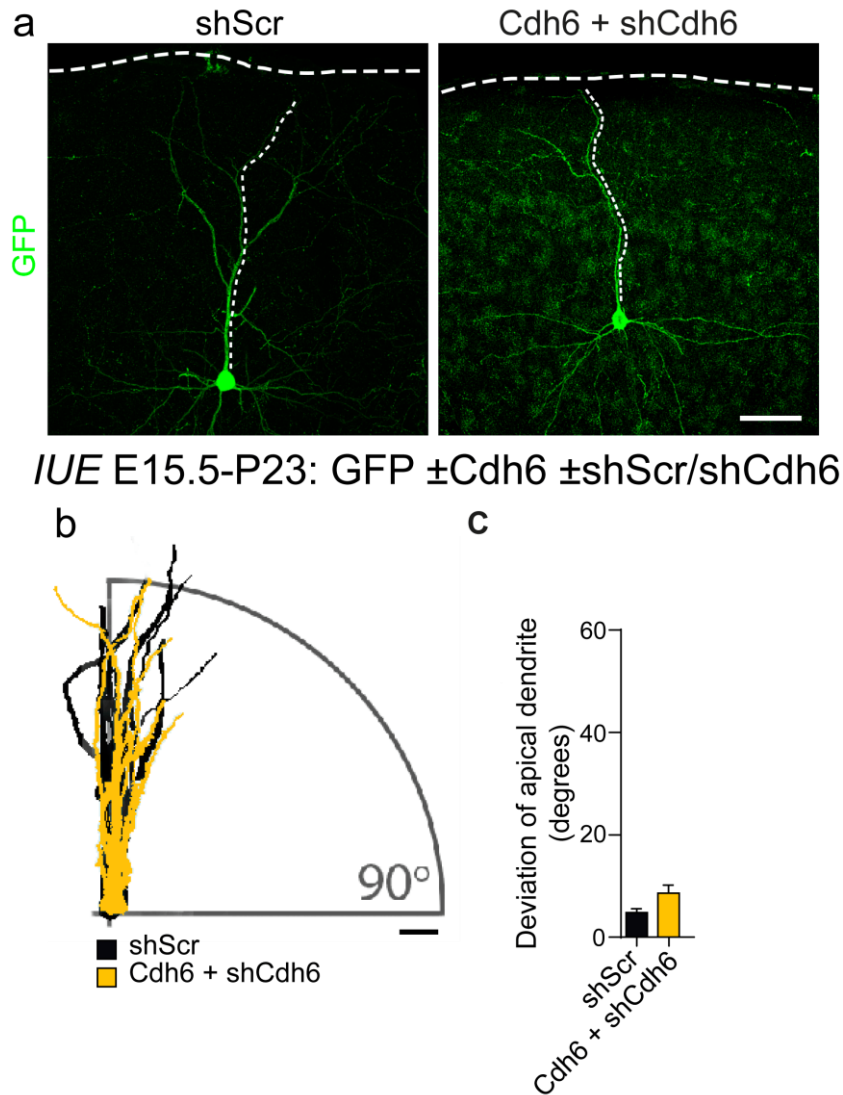 a
shScr
Cdh6 + shCdh6
GFP
IUE E15.5-P23: GFP ±Cdh6 ±shScr/shCdh6
b
90°
shScr
Cdh6 + shCdh6
c
Deviation of apical dendrite
(degrees)
60
40
20
0
shScr
Cdh6 + shCdh6